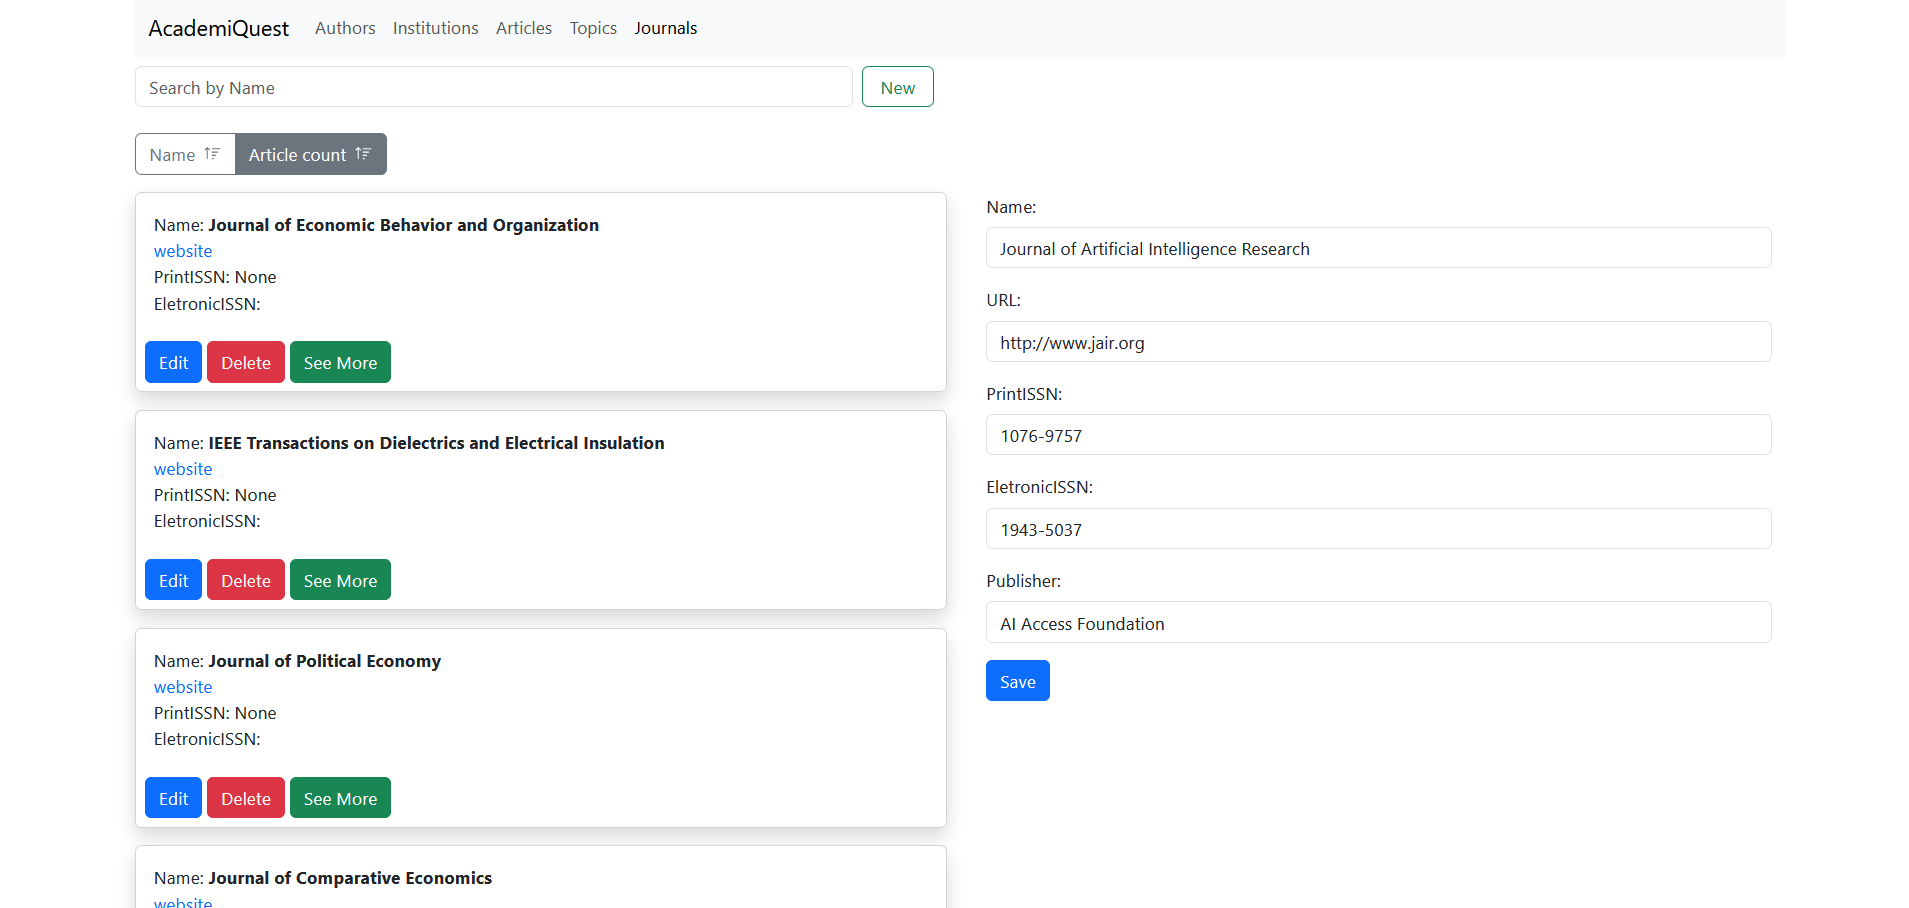 AcademiQuest Authors Institutions Articles Topics Journals
Search by Name New
Name Article count
Name: Journal of Economic Behavior and Organization
website
PrintISSN: None
EletronicISSN:
Edit Delete See More
Name: IEEE Transactions on Dielectrics and Electrical Insulation
website
PrintISSN: None
EletronicISSN:
Edit Delete See More
Name: Journal of Political Economy
website
PrintISSN: None
EletronicISSN:
Edit Delete See More
Name: Journal of Comparative Economics
website
Name:
Journal of Artificial Intelligence Research
URL:
http://www.jair.org
PrintISSN:
1076-9757
EletronicISSN:
1943-5037
Publisher:
AI Access Foundation
Save